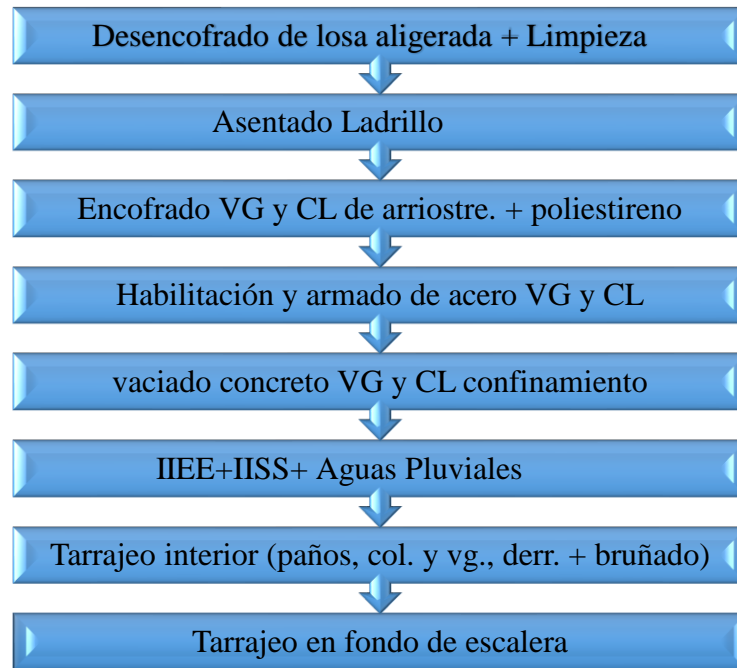 Desencofrado de losa aligerada + Limpieza
Asentado Ladrillo
Encofrado VG y CL de arriostre. + poliestireno
Habilitación y armado de acero VG y CL
vaciado concreto VG y CL confinamiento
IIEE+IISS+ Aguas Pluviales
Tarrajeo interior (paños, col. y vg., derr. + bruñado)
Tarrajeo en fondo de escalera